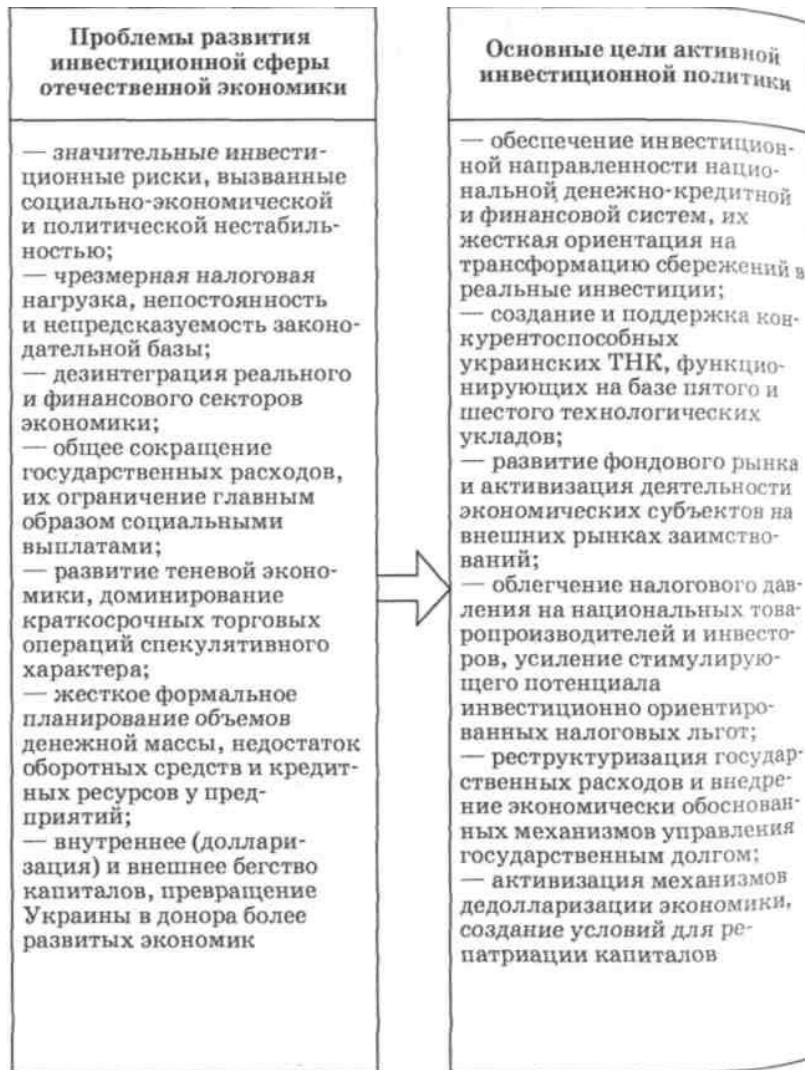 Проблемы развития
инвестиционной сферы
отечественной экономики
— значительные инвести-
ционные риски, вызванные
социально-экономической
и политической нестабиль-
ностью;
— чрезмерная налоговая
нагрузка, непостоянность
и непредсказуемость законо-
дательной базы;
— дезинтеграция реального
и финансового секторов
экономики;
— общее сокращение
государственных расходов,
их ограничение главным
образом социальными
выплатами;
— развитие теневой эконо-
мики, доминирование
краткосрочных торговых
операций спекулятивного
характера;
— жесткое формальное
планирование объемов
денежной массы, недостаток
оборотных средств и кредит-
ных ресурсов у пред-
приятий;
— внутреннее (доллари-
зация) и внешнее бегство
капиталов, превращение
Украины в донора более
развитых экономик
Основные цели активной
инвестиционной политики
— обеспечение инвестицион-
ной направленности нацио-
нальной денежно-кредитной
и финансовой систем, их
жесткая ориентация на
трансформацию сбережений в
реальные инвестиции;
— создание и поддержка кон-
курентоспособных
украинских ТНК, функцио-
нирующих на базе пятого и
шестого технологических
укладов;
— развитие фондового рынка
и активизация деятельности
экономических субъектов на
внешних рынках заимство-
ваний;
— облегчение налогового дав-
ления на национальных това-
ропроизводителей и инвесто-
ров, усиление стимулирую-
щего потенциала
инвестиционно ориентиро-
ванных налоговых льгот;
— реструктуризация государ-
ственных расходов и внедре-
ние экономически обоснован-
ных механизмов управления
государственным долгом;
— активизация механизмов
дедолларизации экономики,
создание условий для ре-
патриации капиталов